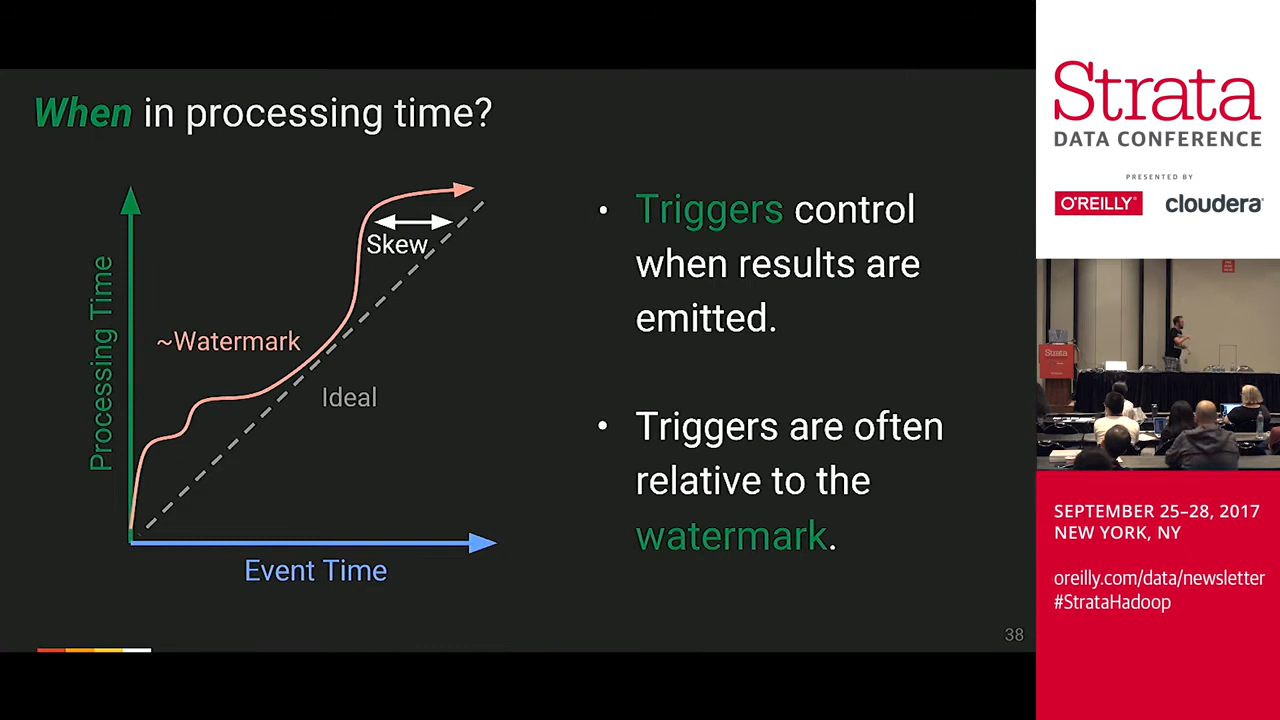 When in processing time?
Processing Time
~Watermark
Skew
Ideal
Event Time
• Triggers control
when results are
emitted.
• Triggers are often
relative to the
watermark.
38
Strata
DATA CONFERENCE
PRESENTED BY
O'REILLY®
cloudera
Strata
SEPTEMBER 25–28, 2017
NEW YORK, NY
oreilly.com/data/newsletter
#StrataHadoop